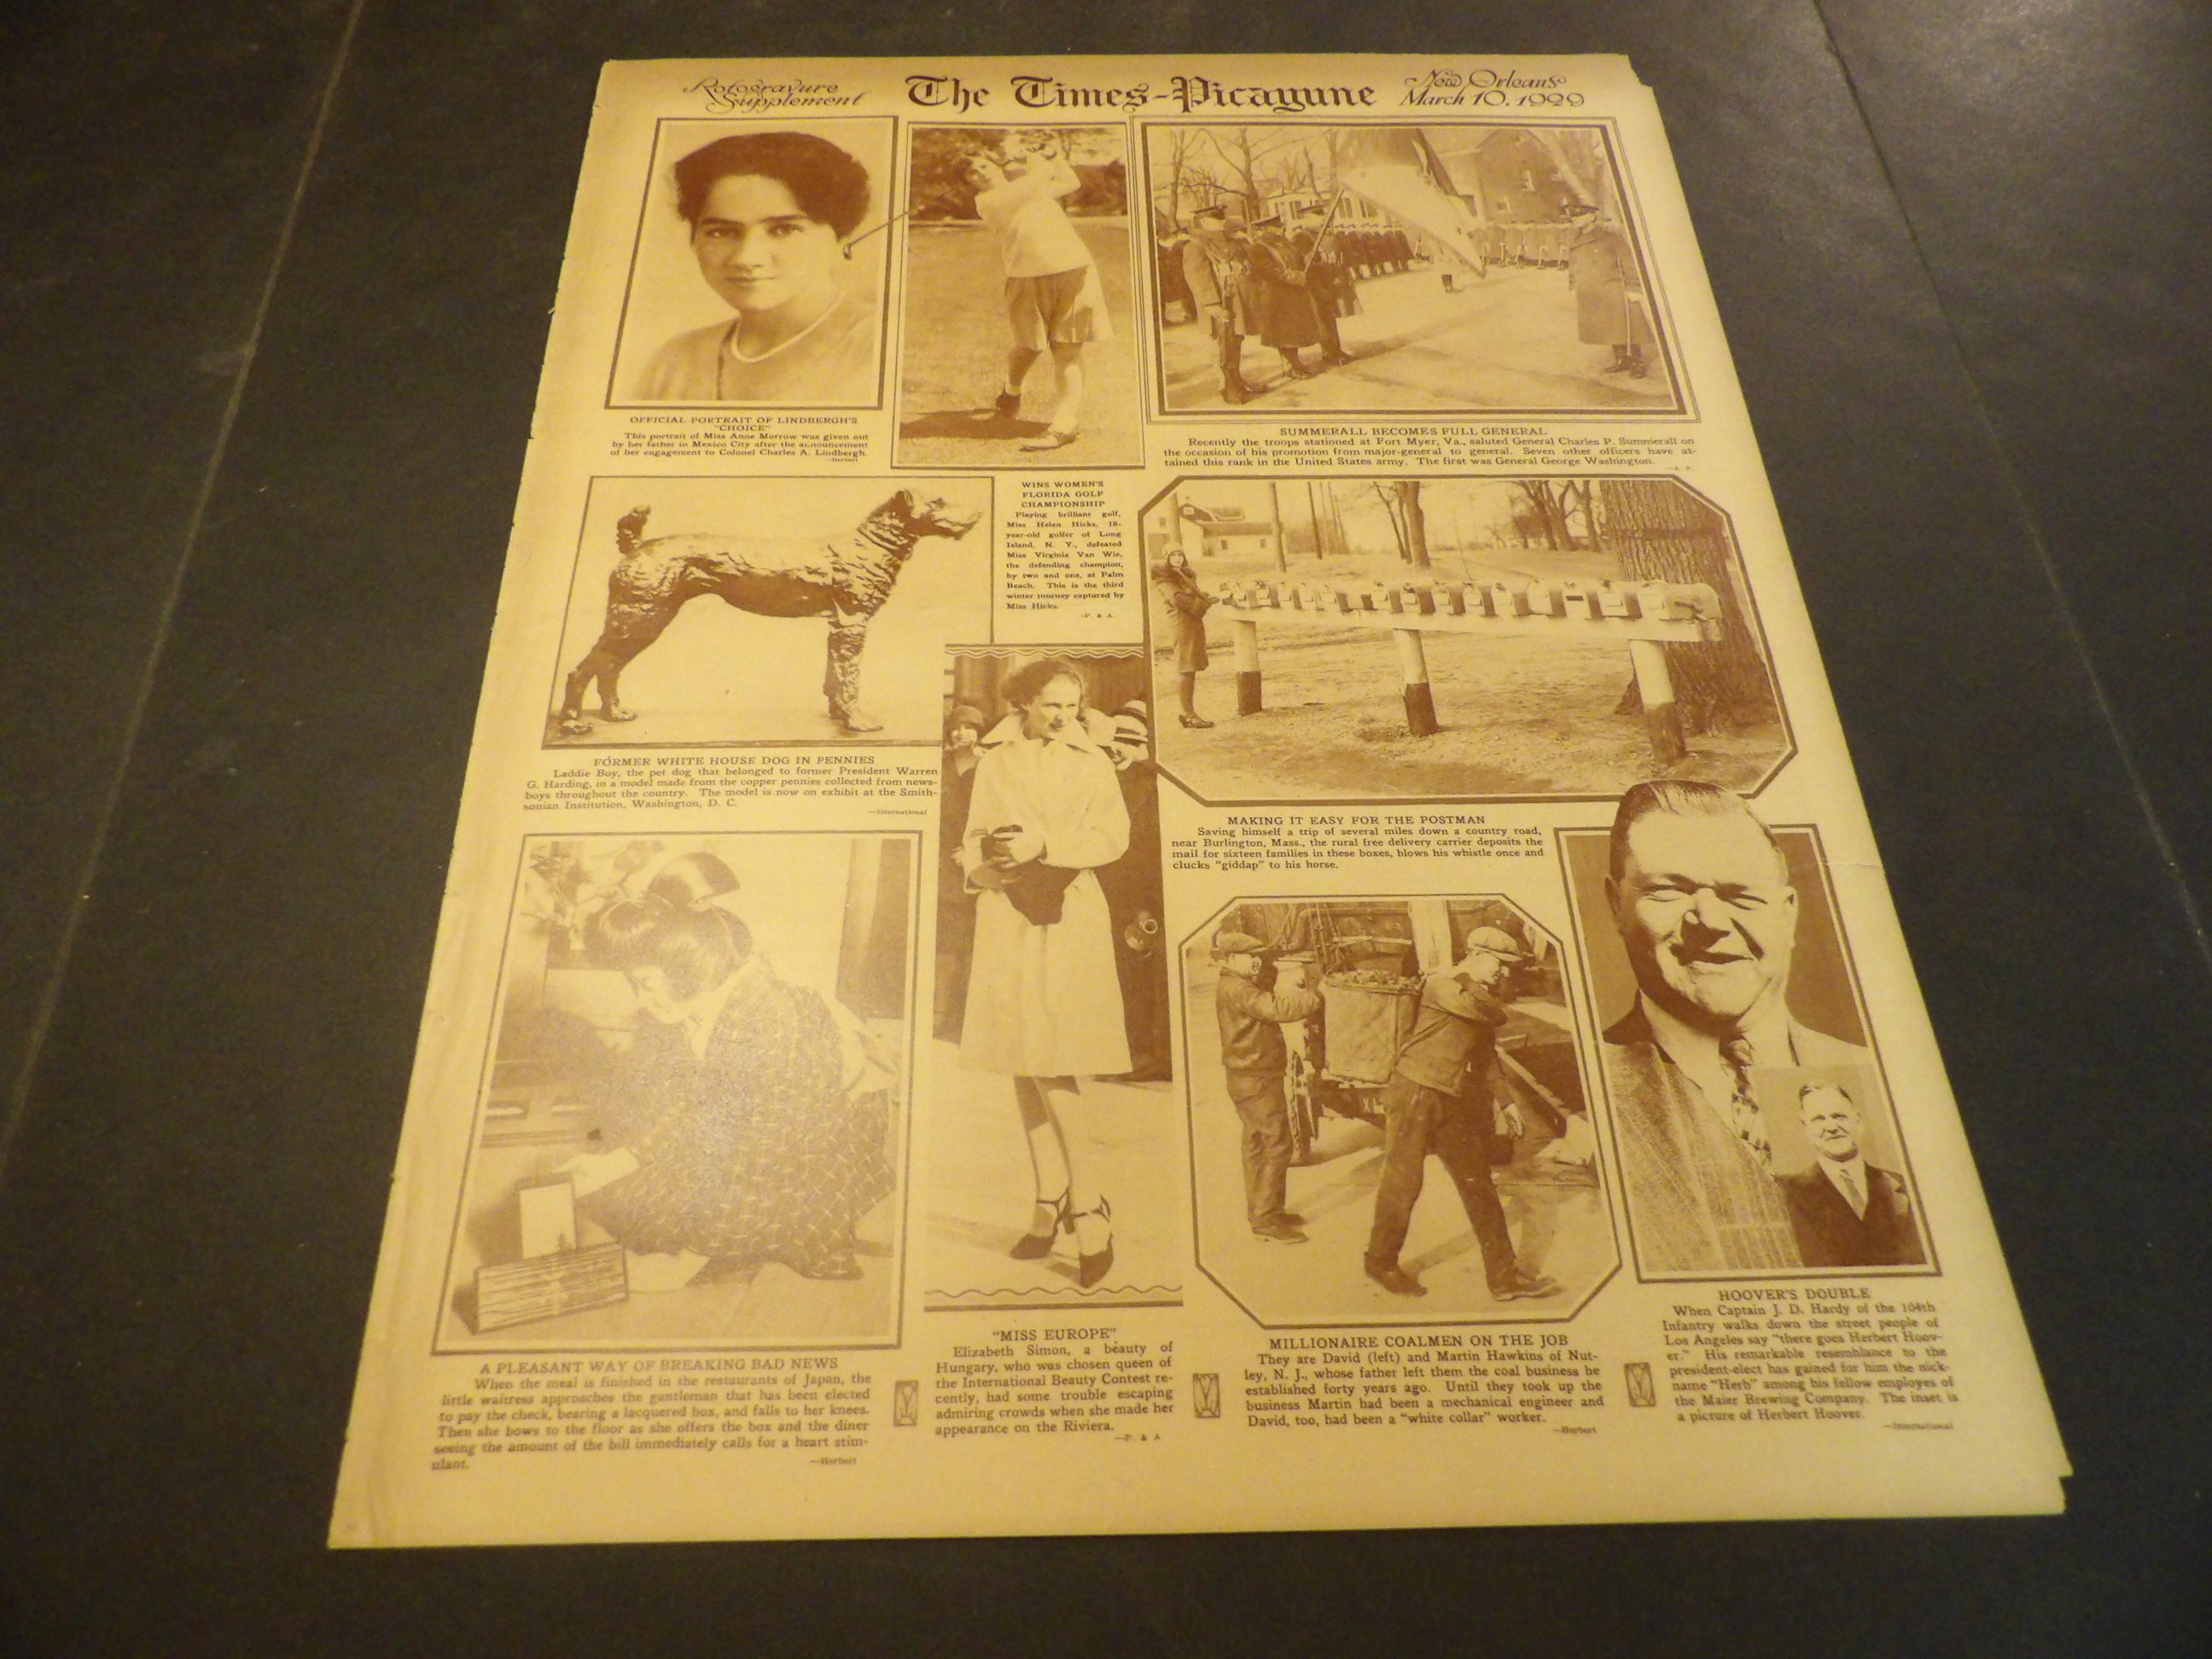 Rotogravure
Supplement
The Times-Picayune
New Orleans
March 10, 1929
OFFICIAL PORTRAIT OF LINDBERGH'S
"CHOICE"
This portrait of Miss Anne Morrow was given out
by her father in Mexico City after the announcement
of her engagement to Colonel Charles A. Lindbergh.
—Herbert
SUMMERALL BECOMES FULL GENERAL
Recently the troops stationed at Fort Myer, Va., saluted General Charles P. Summerall on
the occasion of his promotion from major-general to general. Seven other officers have at-
tained this rank in the United States army. The first was General George Washington.
—A. P.
WINS WOMEN'S
FLORIDA GOLF
CHAMPIONSHIP
Playing brilliant golf,
Miss Helen Hicks, 18-
year-old golfer of Long
Island, N. Y., defeated
Miss Virginia Van Wie,
the defending champion,
by two and one, at Palm
Beach. This is the third
winter tourney captured by
Miss Hicks.
—P. & A.
FORMER WHITE HOUSE DOG IN PENNIES
Laddie Boy, the pet dog that belonged to former President Warren
G. Harding, in a model made from the copper pennies collected from news-
boys throughout the country. The model is now on exhibit at the Smith-
sonian Institution, Washington, D. C.
—International
MAKING IT EASY FOR THE POSTMAN
Saving himself a trip of several miles down a country road,
near Burlington, Mass., the rural free delivery carrier deposits the
mail for sixteen families in these boxes, blows his whistle once and
clucks "giddap" to his horse.
A PLEASANT WAY OF BREAKING BAD NEWS
When the meal is finished in the restaurants of Japan, the
little waitress approaches the gentleman that has been elected
to pay the check, bearing a lacquered box, and falls to her knees.
Then she bows to the floor as she offers the box and the diner
seeing the amount of the bill immediately calls for a heart stim-
ulant.
—Herbert
"MISS EUROPE"
Elizabeth Simon, a beauty of
Hungary, who was chosen queen of
the International Beauty Contest re-
cently, had some trouble escaping
admiring crowds when she made her
appearance on the Riviera.
—P. & A
MILLIONAIRE COALMEN ON THE JOB
They are David (left) and Martin Hawkins of Nut-
ley, N. J., whose father left them the coal business he
established forty years ago. Until they took up the
business Martin had been a mechanical engineer and
David, too, had been a "white collar" worker.
—Herbert
HOOVER'S DOUBLE
When Captain J. D. Hardy of the 104th
Infantry walks down the street people of
Los Angeles say "there goes Herbert Hoov-
er." His remarkable resemblance to the
president-elect has gained for him the nick-
name "Herb" among his fellow employes of
the Maier Brewing Company. The inset is
a picture of Herbert Hoover.
—International